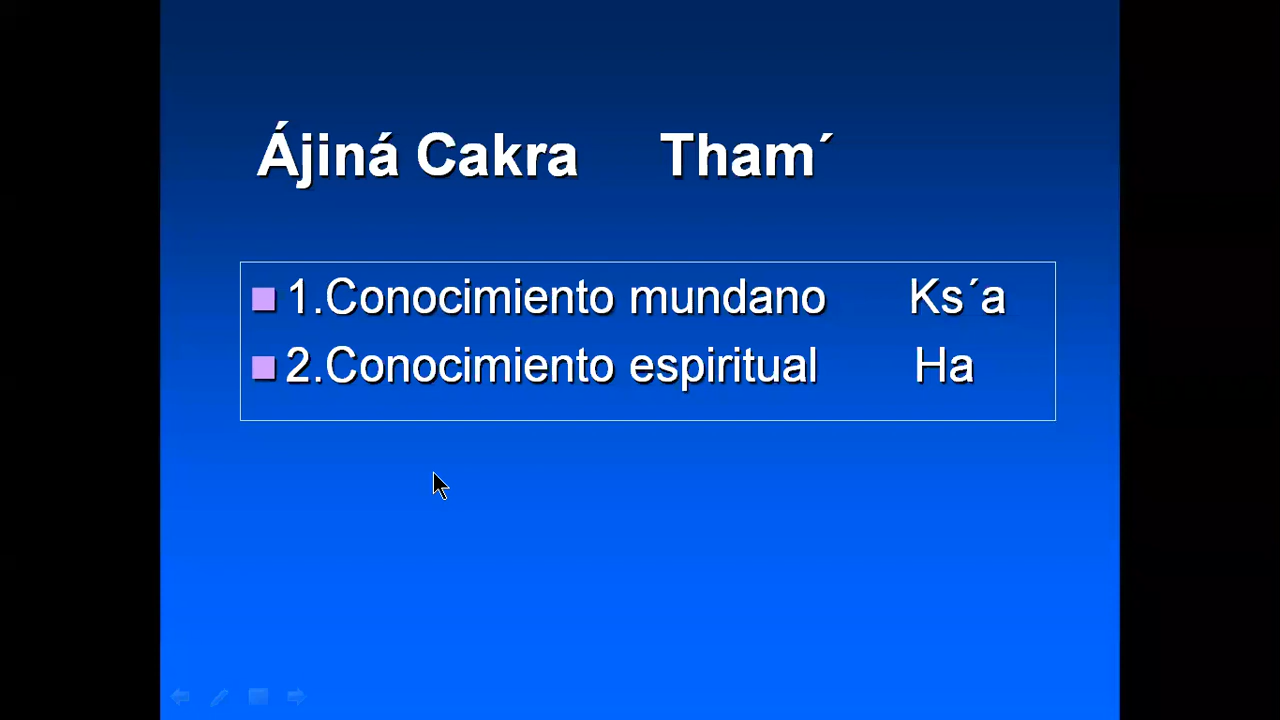 Ájiná Cakra Tham´
1.Conocimiento mundano Ks´a
2.Conocimiento espiritual Ha